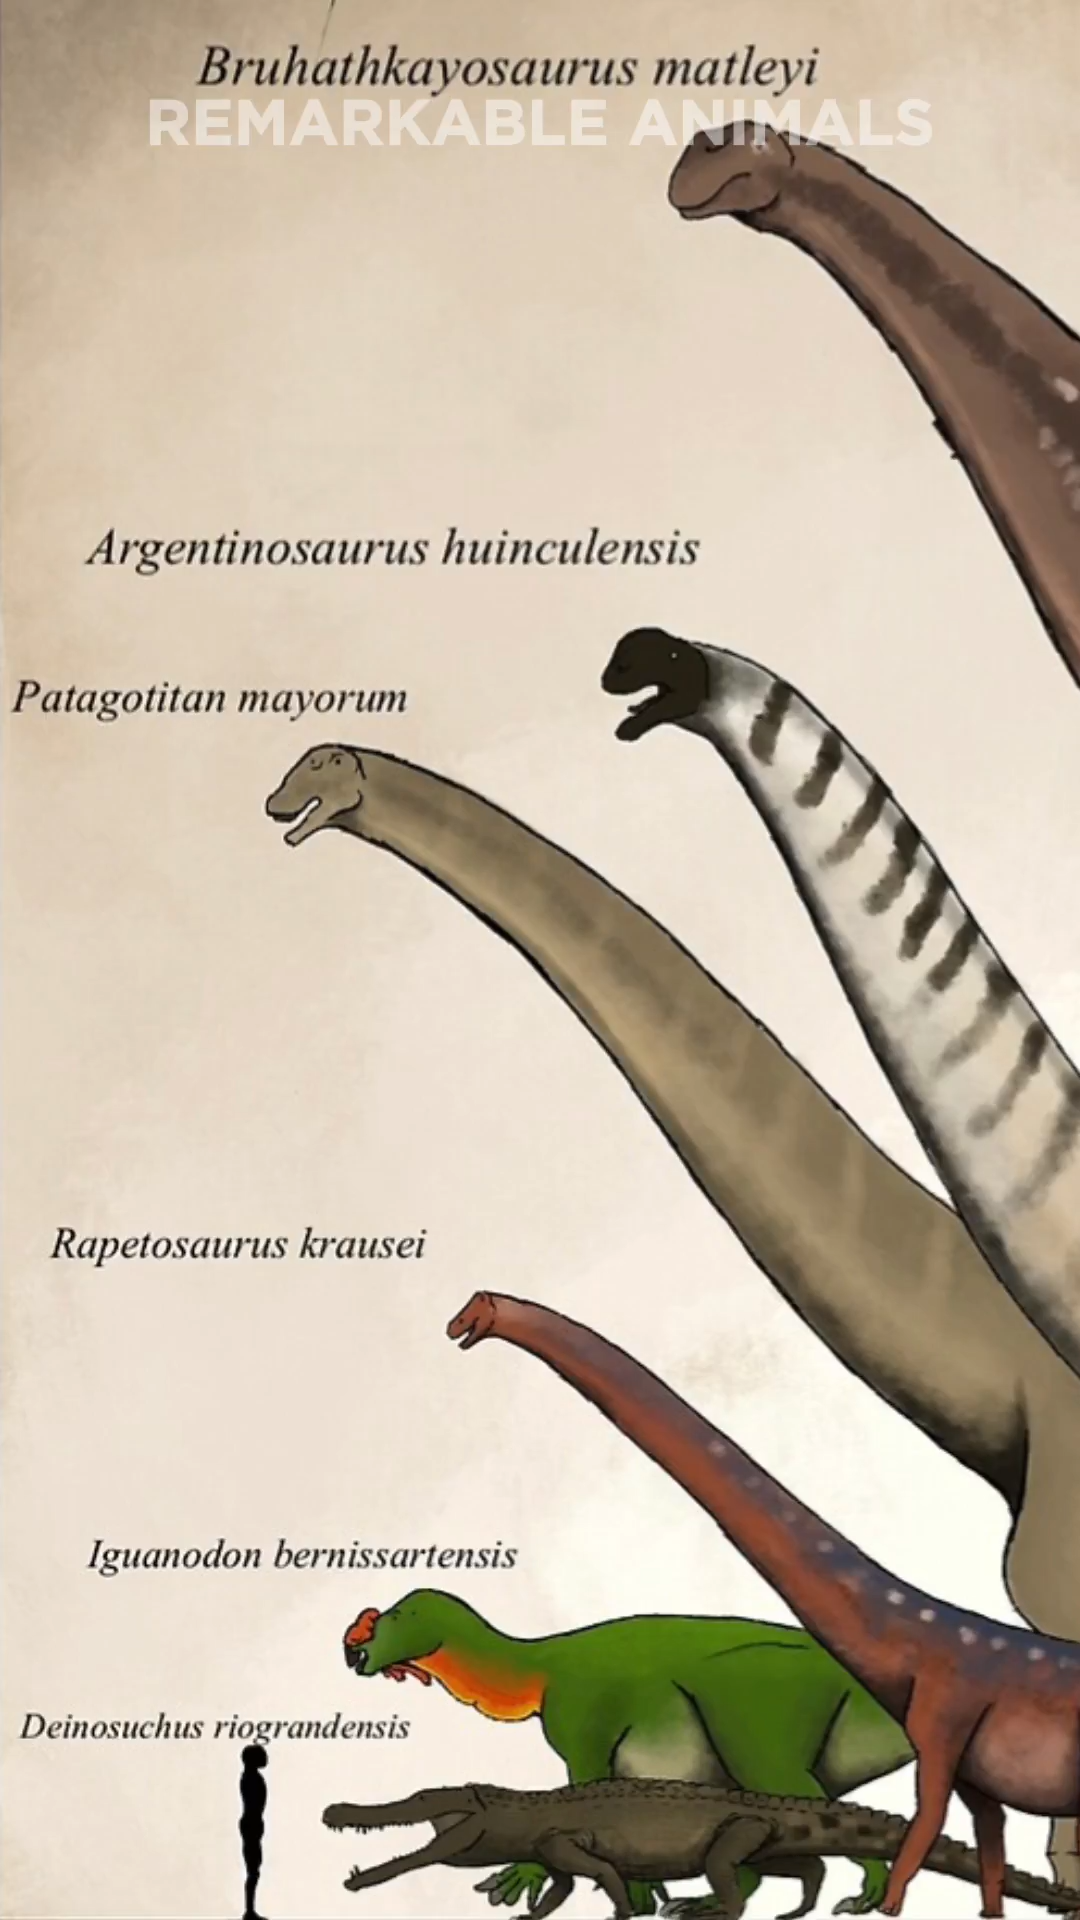 Bruhathkayosaurus matleyi
REMARKABLE ANIMALS
Argentinosaurus huinculensis
Patagotitan mayorum
Rapetosaurus krausei
Iguanodon bernissartensis
Deinosuchus riograndensis